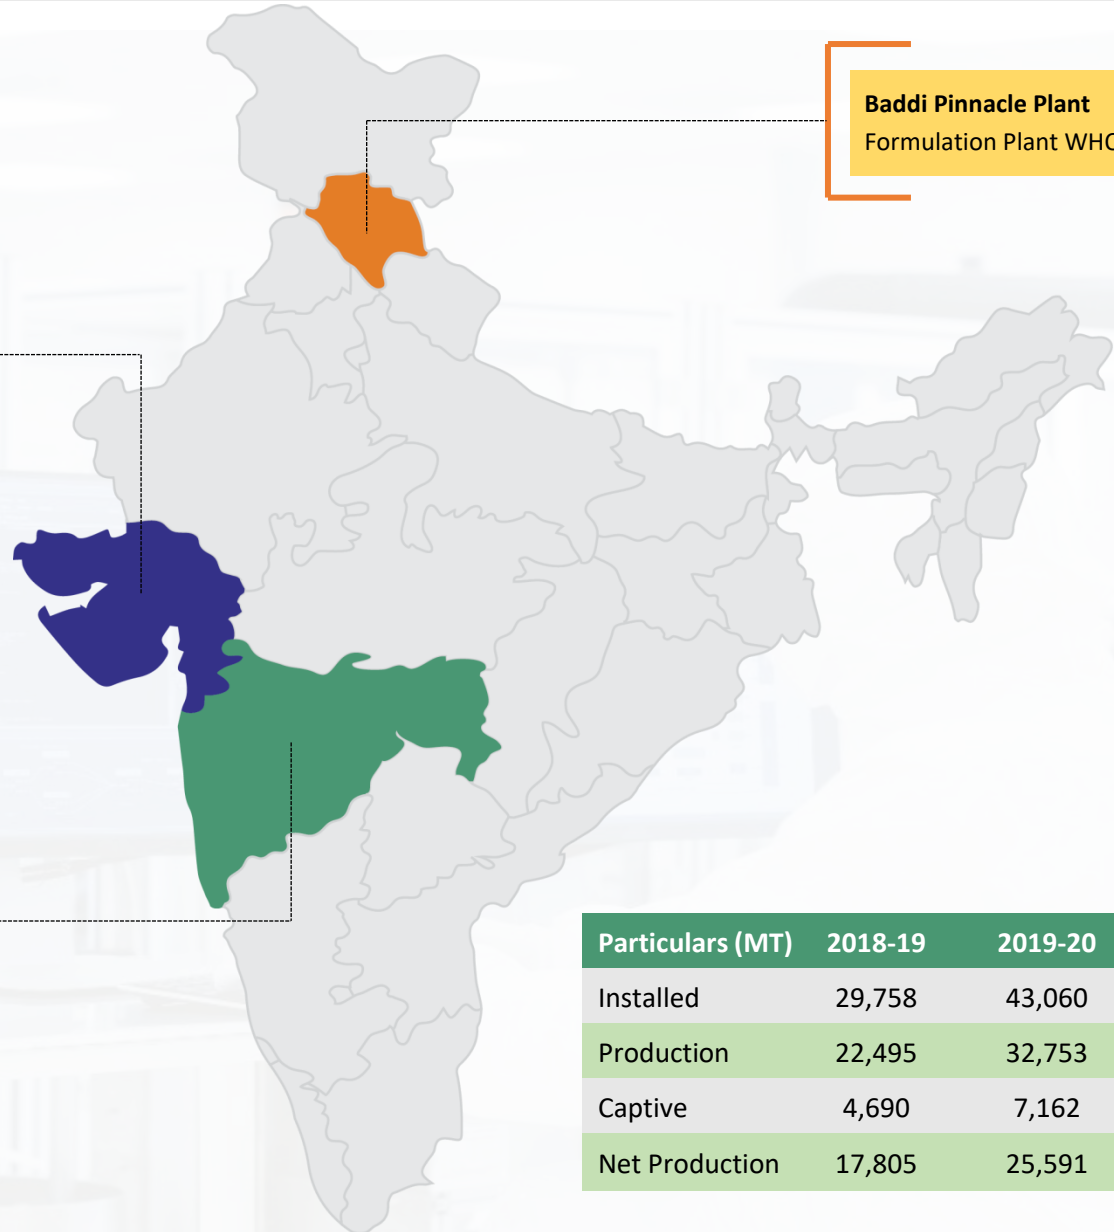 Baddi Pinnacle Plant
Formulation Plant WHO
Particulars (MT) 2018-19 2019-20
Installed 29,758 43,060
Production 22,495 32,753
Captive 4,690 7,162
Net Production 17,805 25,591